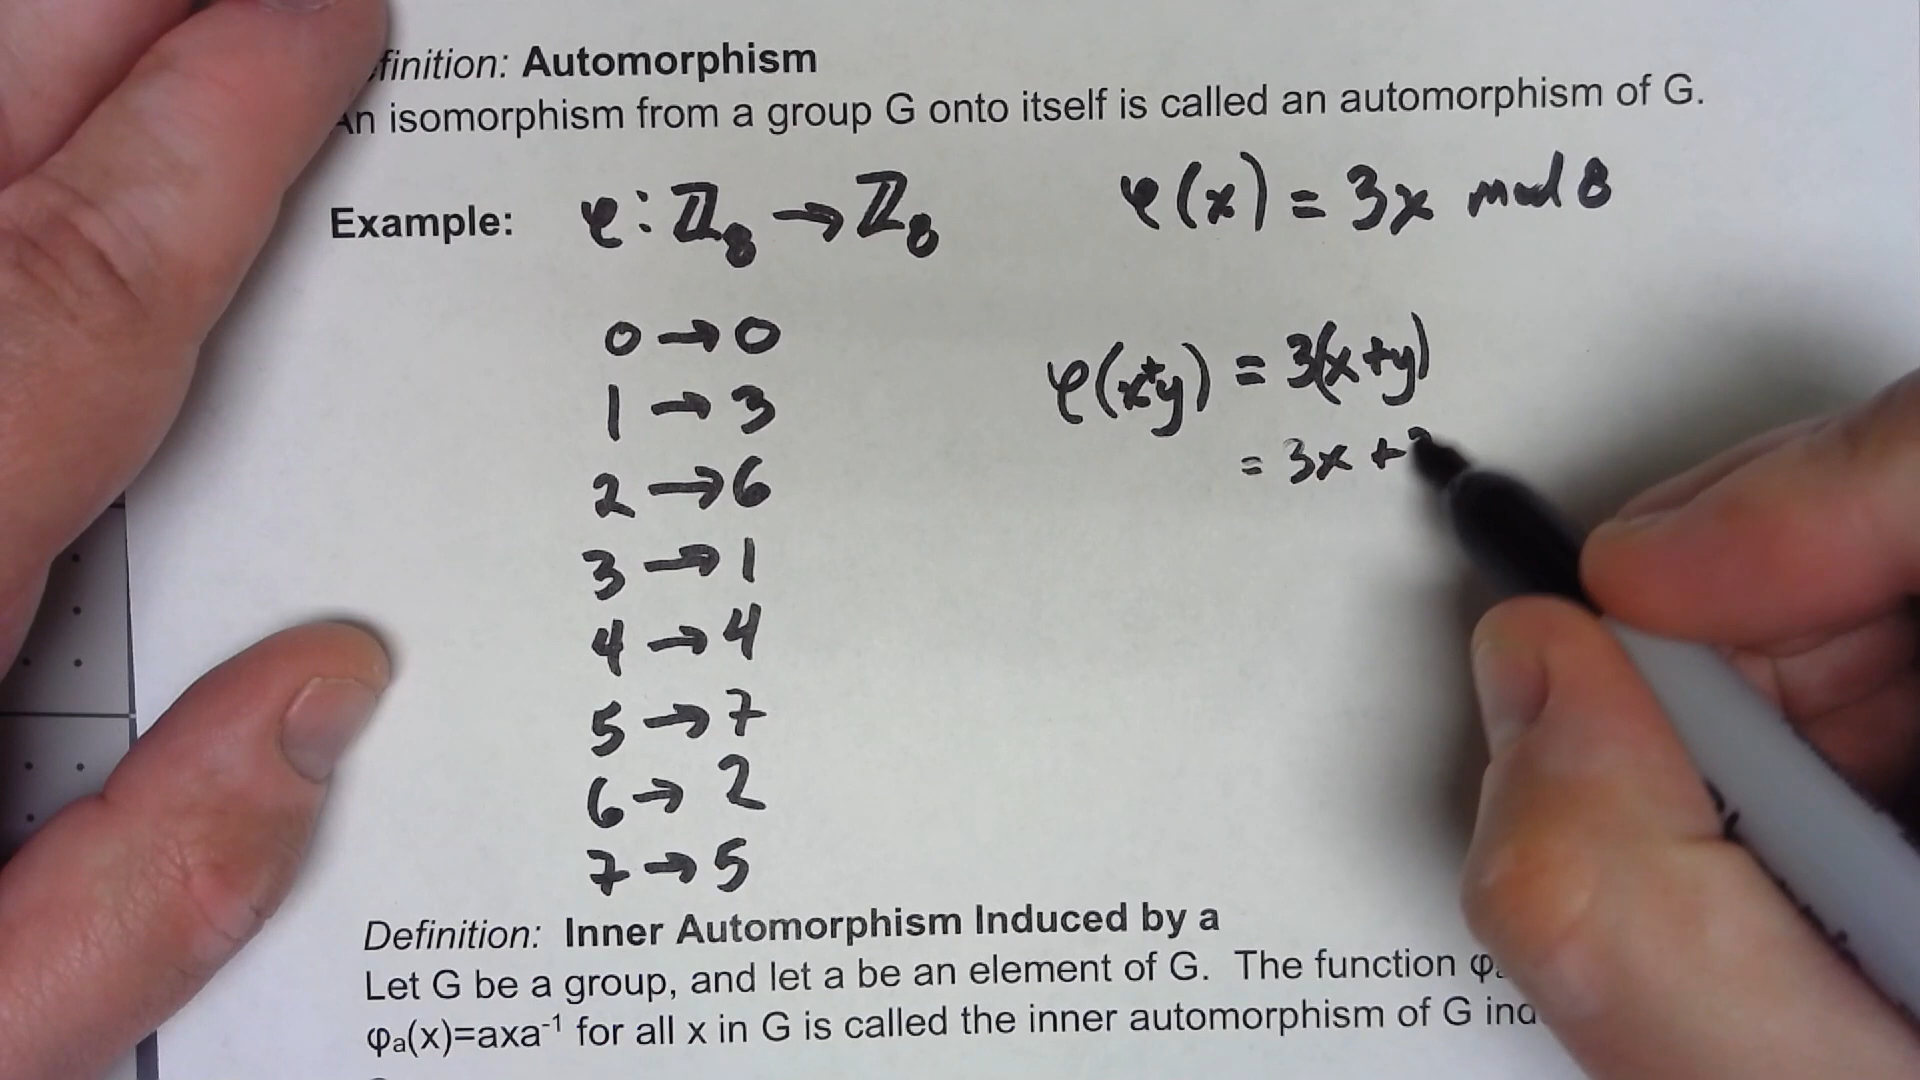 finition: Automorphism
An isomorphism from a group G onto itself is called an automorphism of G.
Example: φ: ℤ₈ → ℤ₈ φ(x) = 3x mod 8
0 → 0
1 → 3
2 → 6
3 → 1
4 → 4
5 → 7
6 → 2
7 → 5
φ(x+y) = 3(x+y)
= 3x +
Definition: Inner Automorphism Induced by a
Let G be a group, and let a be an element of G. The function φ
φₐ(x)=axa⁻¹ for all x in G is called the inner automorphism of G ind